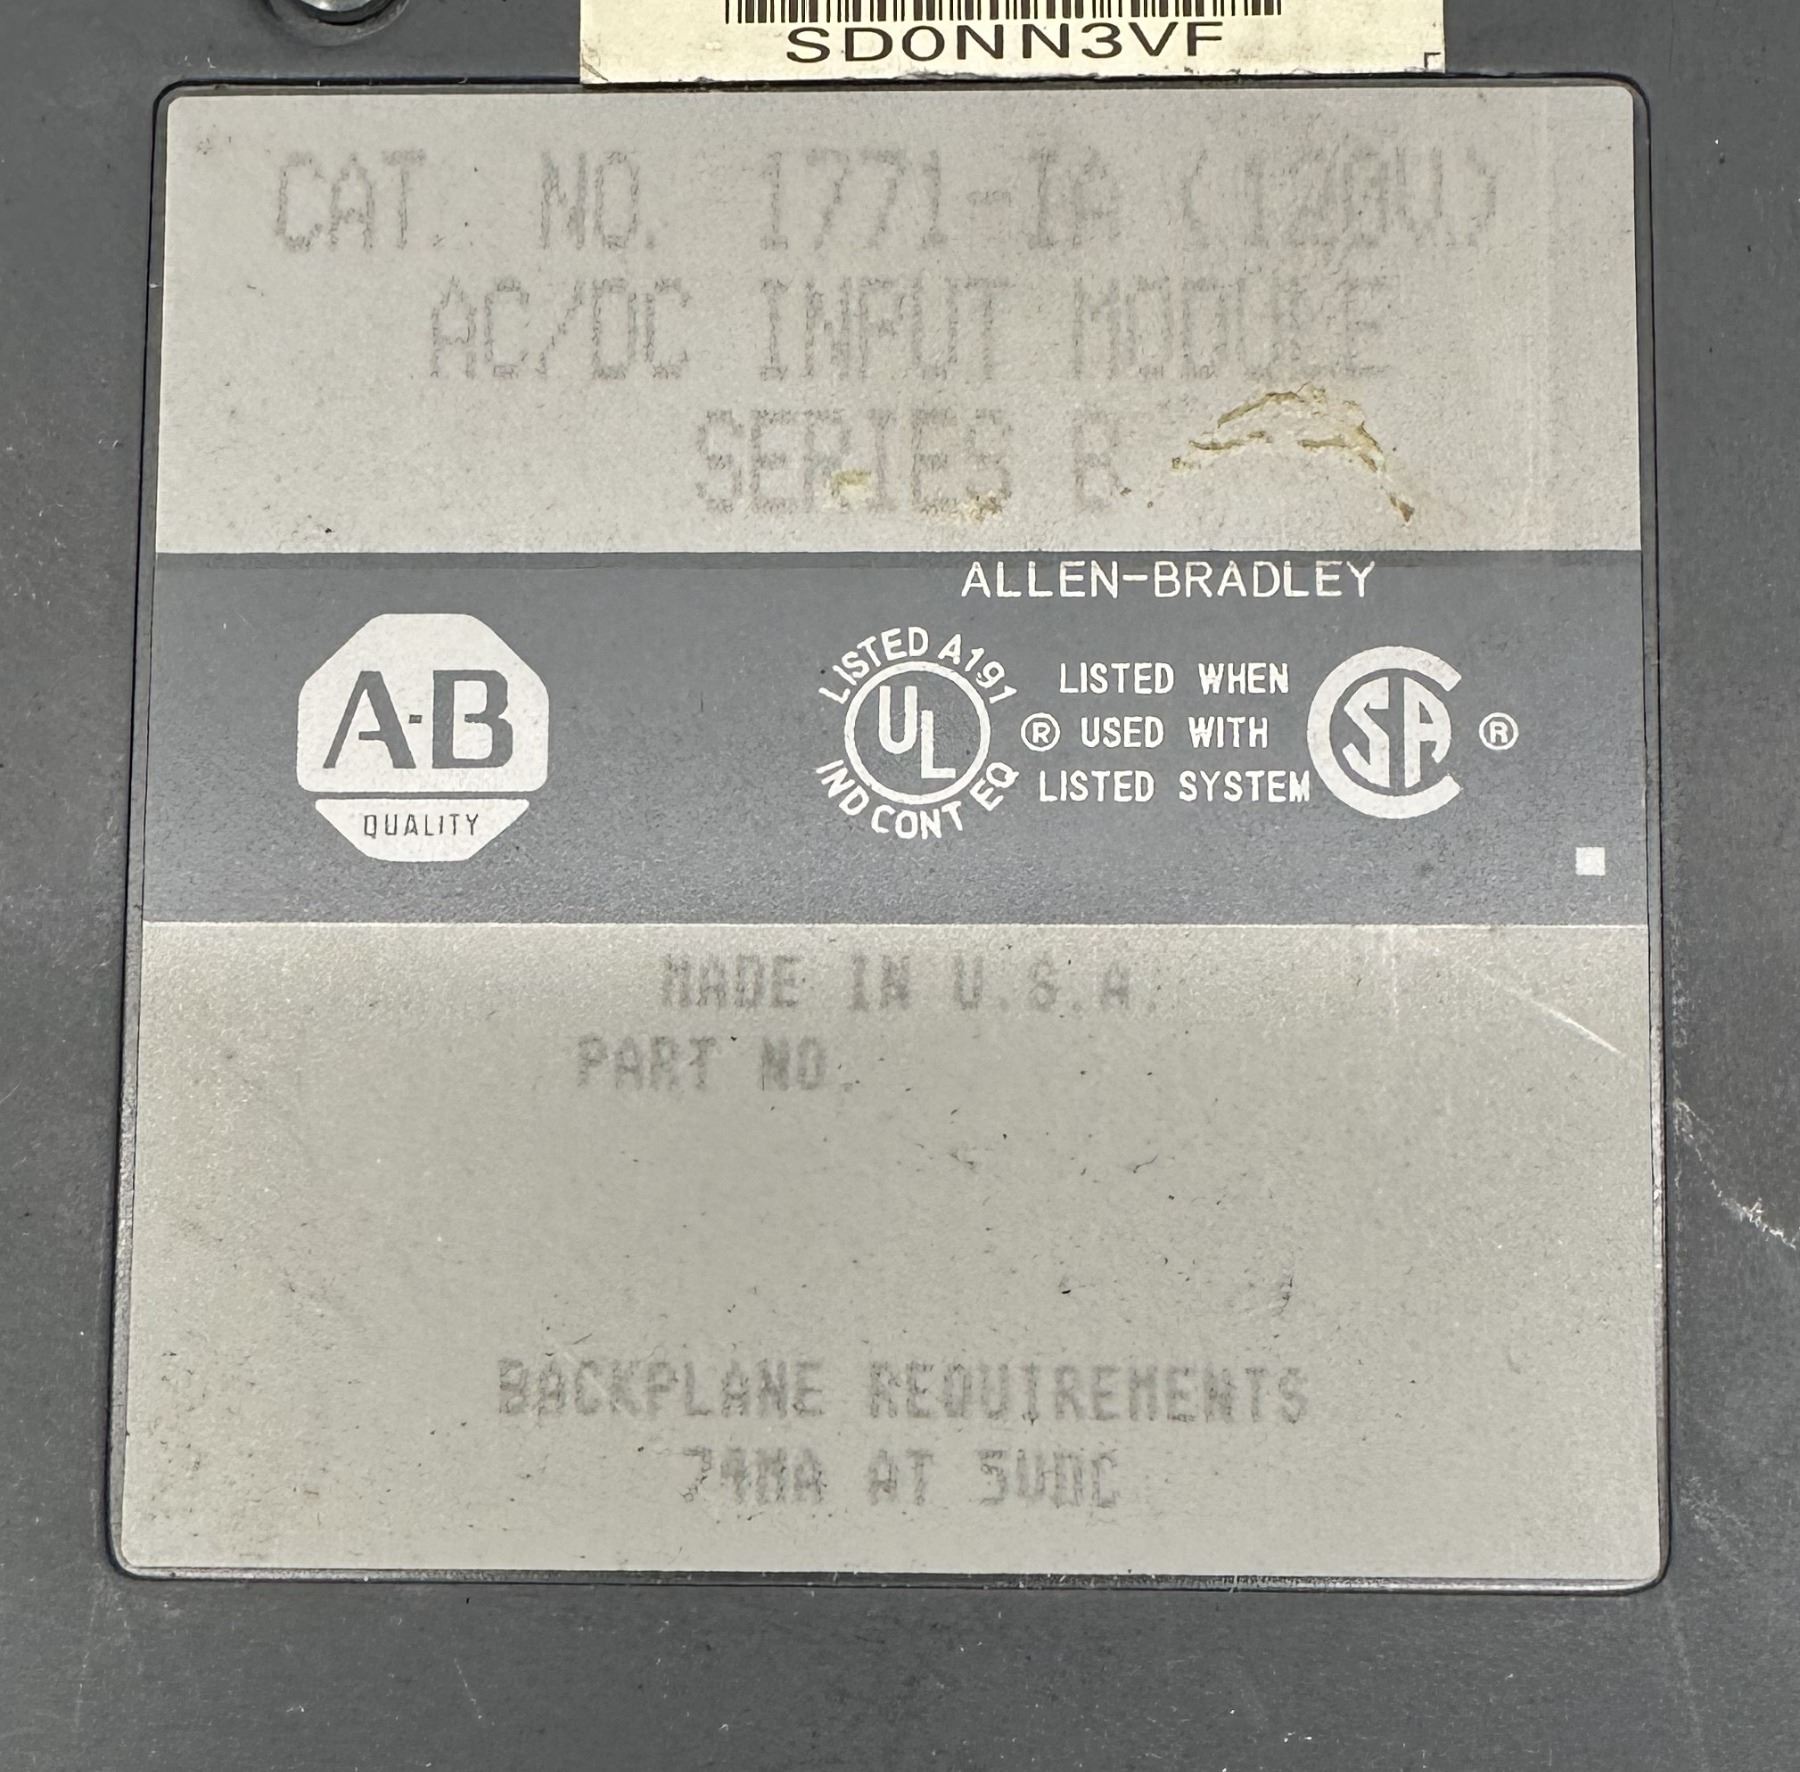 SD0NN3VF
CAT. NO. 1771-IA (120V)
AC/DC INPUT MODULE
SERIES B
ALLEN-BRADLEY
A-B
QUALITY
LISTED A191
UL
IND CONT EQ
®
LISTED WHEN
USED WITH
LISTED SYSTEM
SA
®
MADE IN U.S.A.
PART NO.
BACKPLANE REQUIREMENTS
74MA AT 5VDC